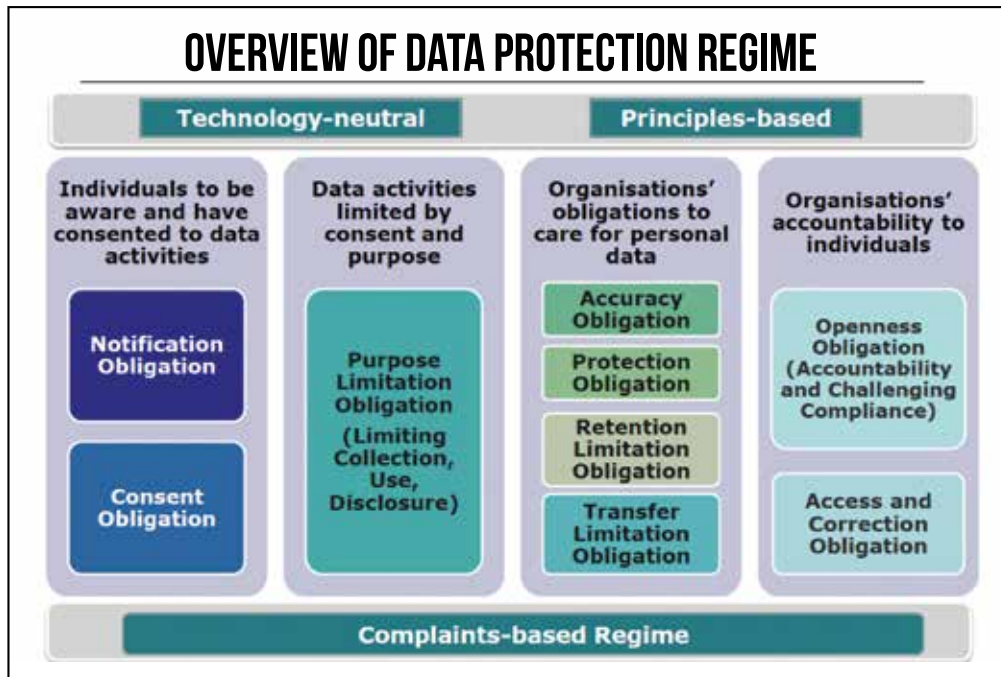 OVERVIEW OF DATA PROTECTION REGIME
Technology-neutral
Principles-based
Individuals to be
aware and have
consented to data
activities
Notification
Obligation
Consent
Obligation
Data activities
limited by
consent and
purpose
Purpose
Limitation
Obligation
(Limiting
Collection,
Use,
Disclosure)
Organisations'
obligations to
care for personal
data
Accuracy
Obligation
Protection
Obligation
Retention
Limitation
Obligation
Transfer
Limitation
Obligation
Organisations'
accountability to
individuals
Openness
Obligation
(Accountability
and Challenging
Compliance)
Access and
Correction
Obligation
Complaints-based Regime